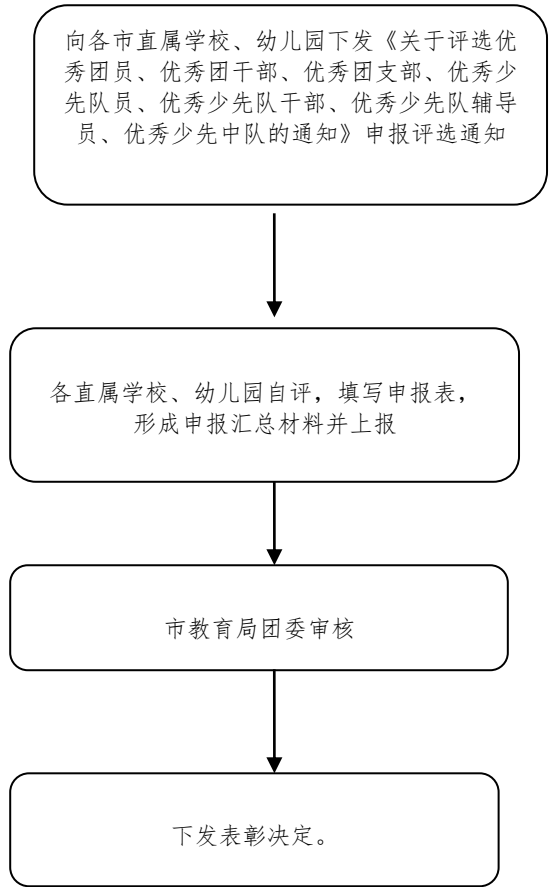 向各市直属学校、幼儿园下发《关于评选优
秀团员、优秀团干部、优秀团支部、优秀少
先队员、优秀少先队干部、优秀少先队辅导
员、优秀少先中队的通知》申报评选通知
各直属学校、幼儿园自评，填写申报表，
形成申报汇总材料并上报
市教育局团委审核
下发表彰决定。